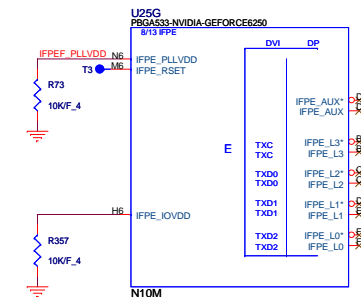 U25G
PBGA533-NVIDIA-GEFORCE6250
8/13 IFPE
DVI DP
IFPEF_PLLVDD N6 IFPE_PLLVDD
T3 M6 IFPE_RSET
R73
10K/F_4
IFPE_AUX*
IFPE_AUX
E
TXC IFPE_L3*
TXC IFPE_L3
TXD0 IFPE_L2*
TXD0 IFPE_L2
TXD1 IFPE_L1*
TXD1 IFPE_L1
H6 IFPE_IOVDD
TXD2 IFPE_L0*
TXD2 IFPE_L0
R357
10K/F_4
N10M